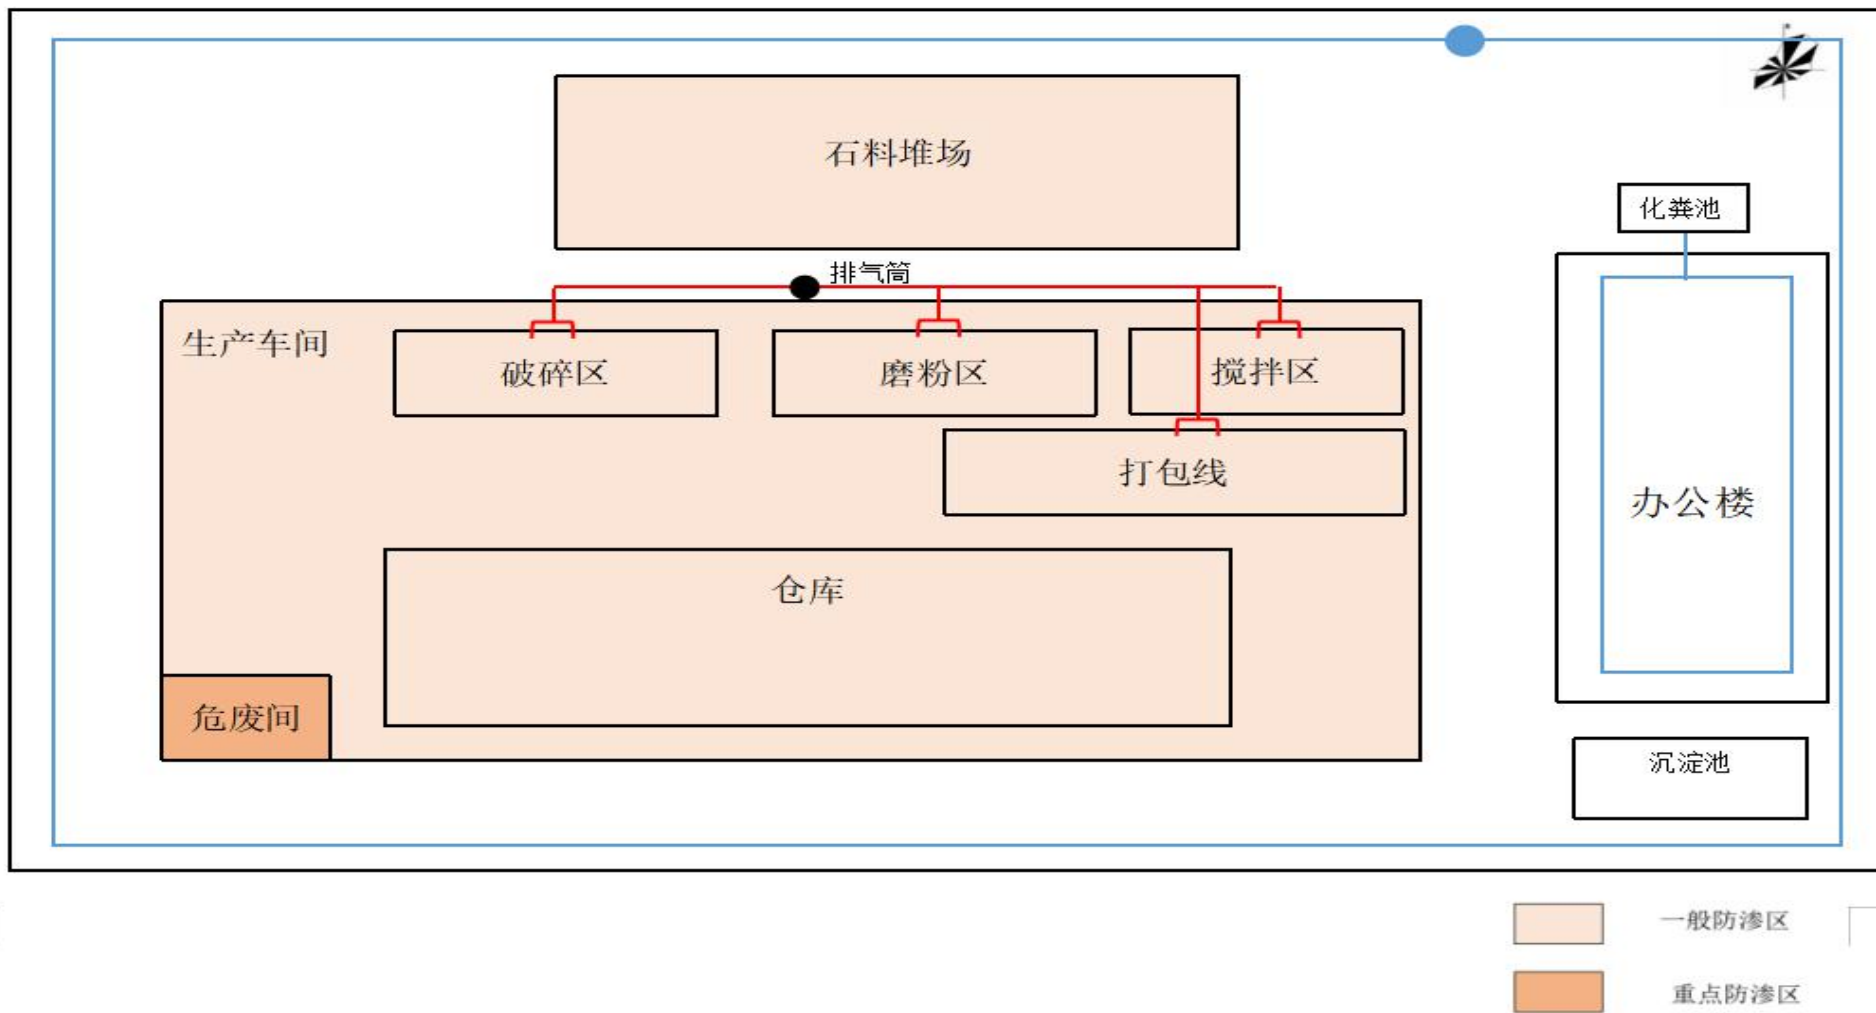 石料堆场
化粪池
排气筒
生产车间
破碎区
磨粉区
搅拌区
打包线
办公楼
仓库
危废间
沉淀池
一般防渗区
重点防渗区